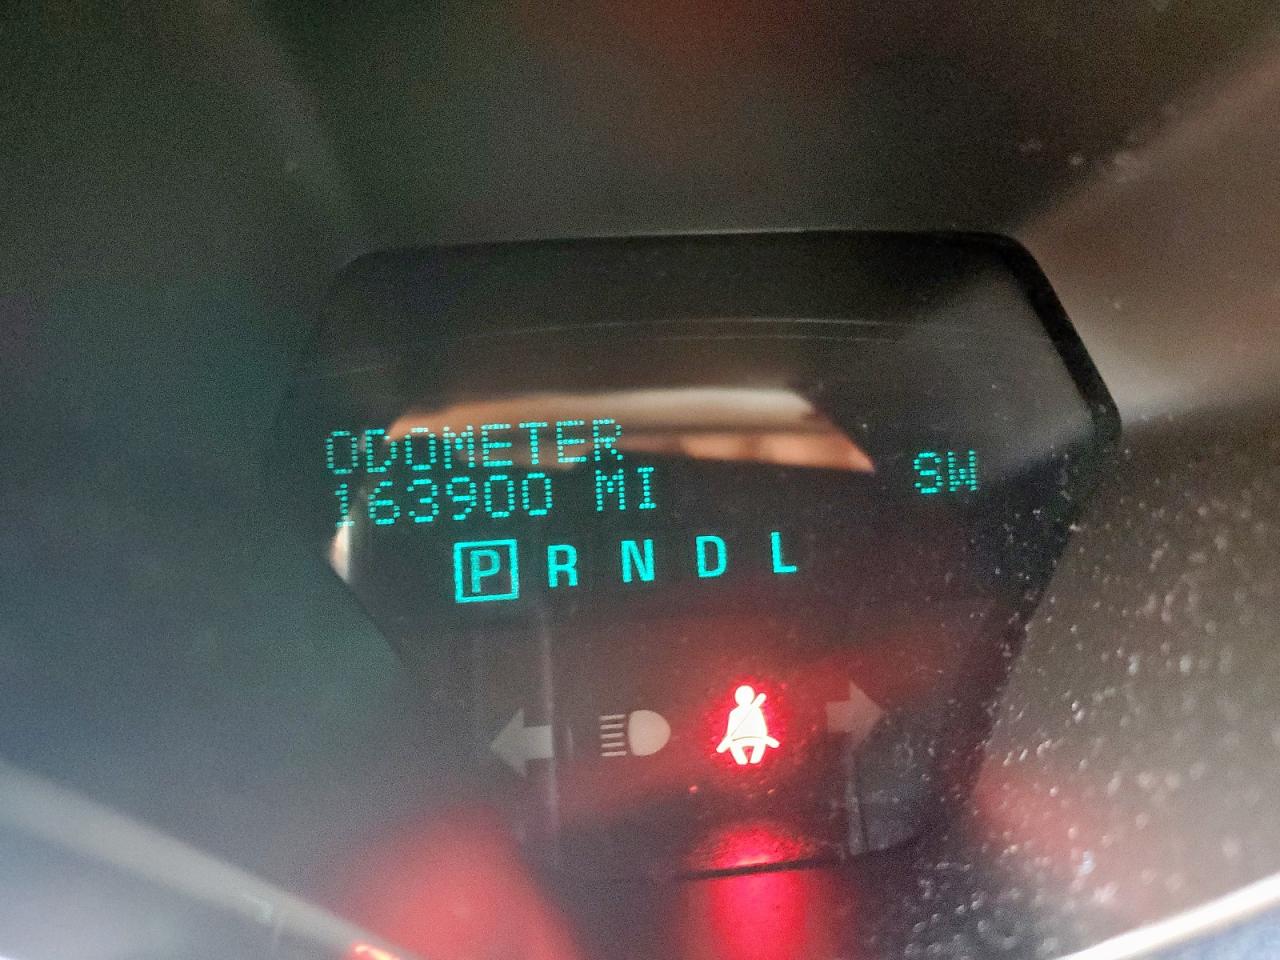 ODOMETER
163900 MI
SW
P R N D L